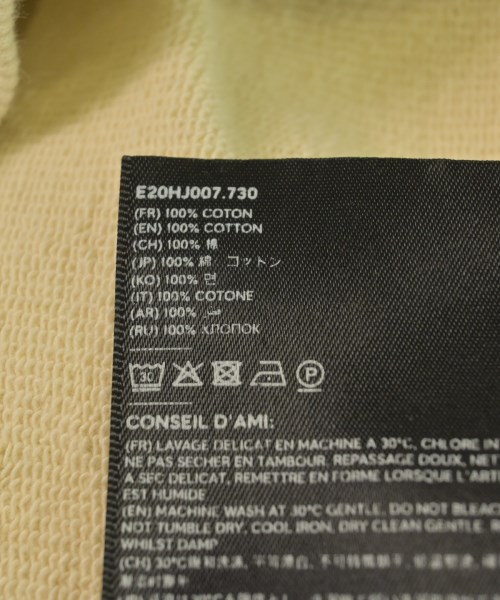 E20HJ007.730
(FR) 100% COTON
(EN) 100% COTTON
(CH) 100% 棉
(JP) 100% 綿 コットン
(KO) 100% 면
(IT) 100% COTONE
(AR) 100%
(RU) 100% ХЛОПОК
30 P
CONSEIL D'AMI:
(FR) LAVAGE DELICAT EN MACHINE A 30°C, CHLORE
NE PAS SECHER EN TAMBOUR. REPASSAGE DOUX, NET
A SEC DELICAT, REMETTRE EN FORME LORSQUE L'ART
EST HUMIDE
(EN) MACHINE WASH AT 30°C GENTLE. DO NOT BLEAC
NOT TUMBLE DRY. COOL IRON. DRY CLEAN GENTLE.
WHILST DAMP
(CH) 30°C